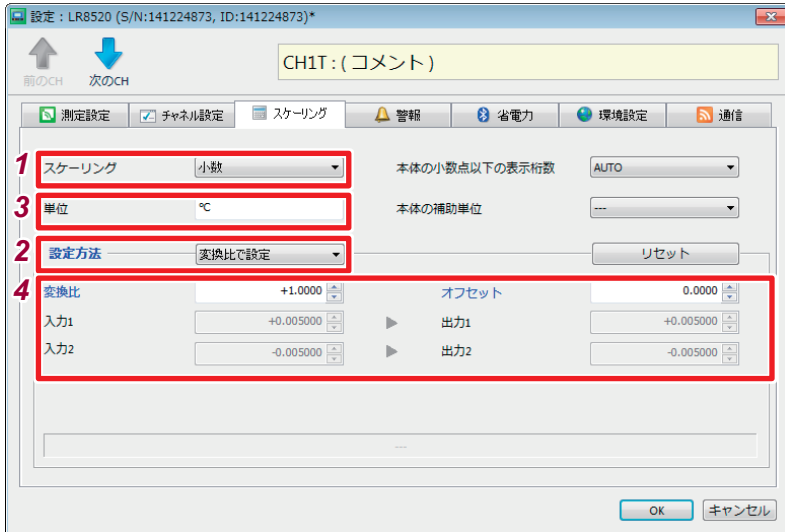 設定 : LR8520 (S/N:141224873, ID:141224873)*
前のCH 次のCH
CH1T : ( コメント )
測定設定 チャネル設定 スケーリング 警報 省電力 環境設定 通信
1 スケーリング 小数 本体の小数点以下の表示桁数 AUTO
3 単位 ℃ 本体の補助単位 ---
2 設定方法 変換比で設定 リセット
4 変換比 +1.0000 オフセット 0.0000
入力1 +0.005000 出力1 +0.005000
入力2 -0.005000 出力2 -0.005000
---
OK キャンセル